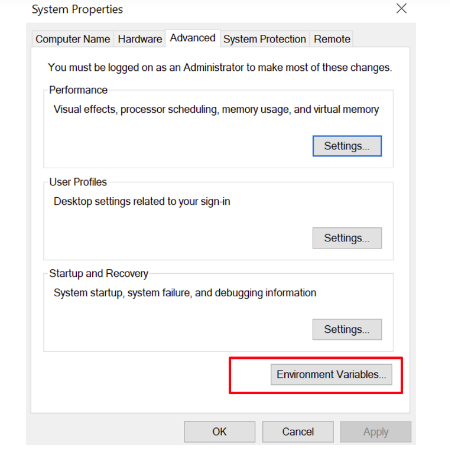 System Properties
Computer Name Hardware Advanced System Protection Remote
You must be logged on as an Administrator to make most of these changes.
Performance
Visual effects, processor scheduling, memory usage, and virtual memory
Settings...
User Profiles
Desktop settings related to your sign-in
Settings...
Startup and Recovery
System startup, system failure, and debugging information
Settings...
Environment Variables...
OK Cancel Apply